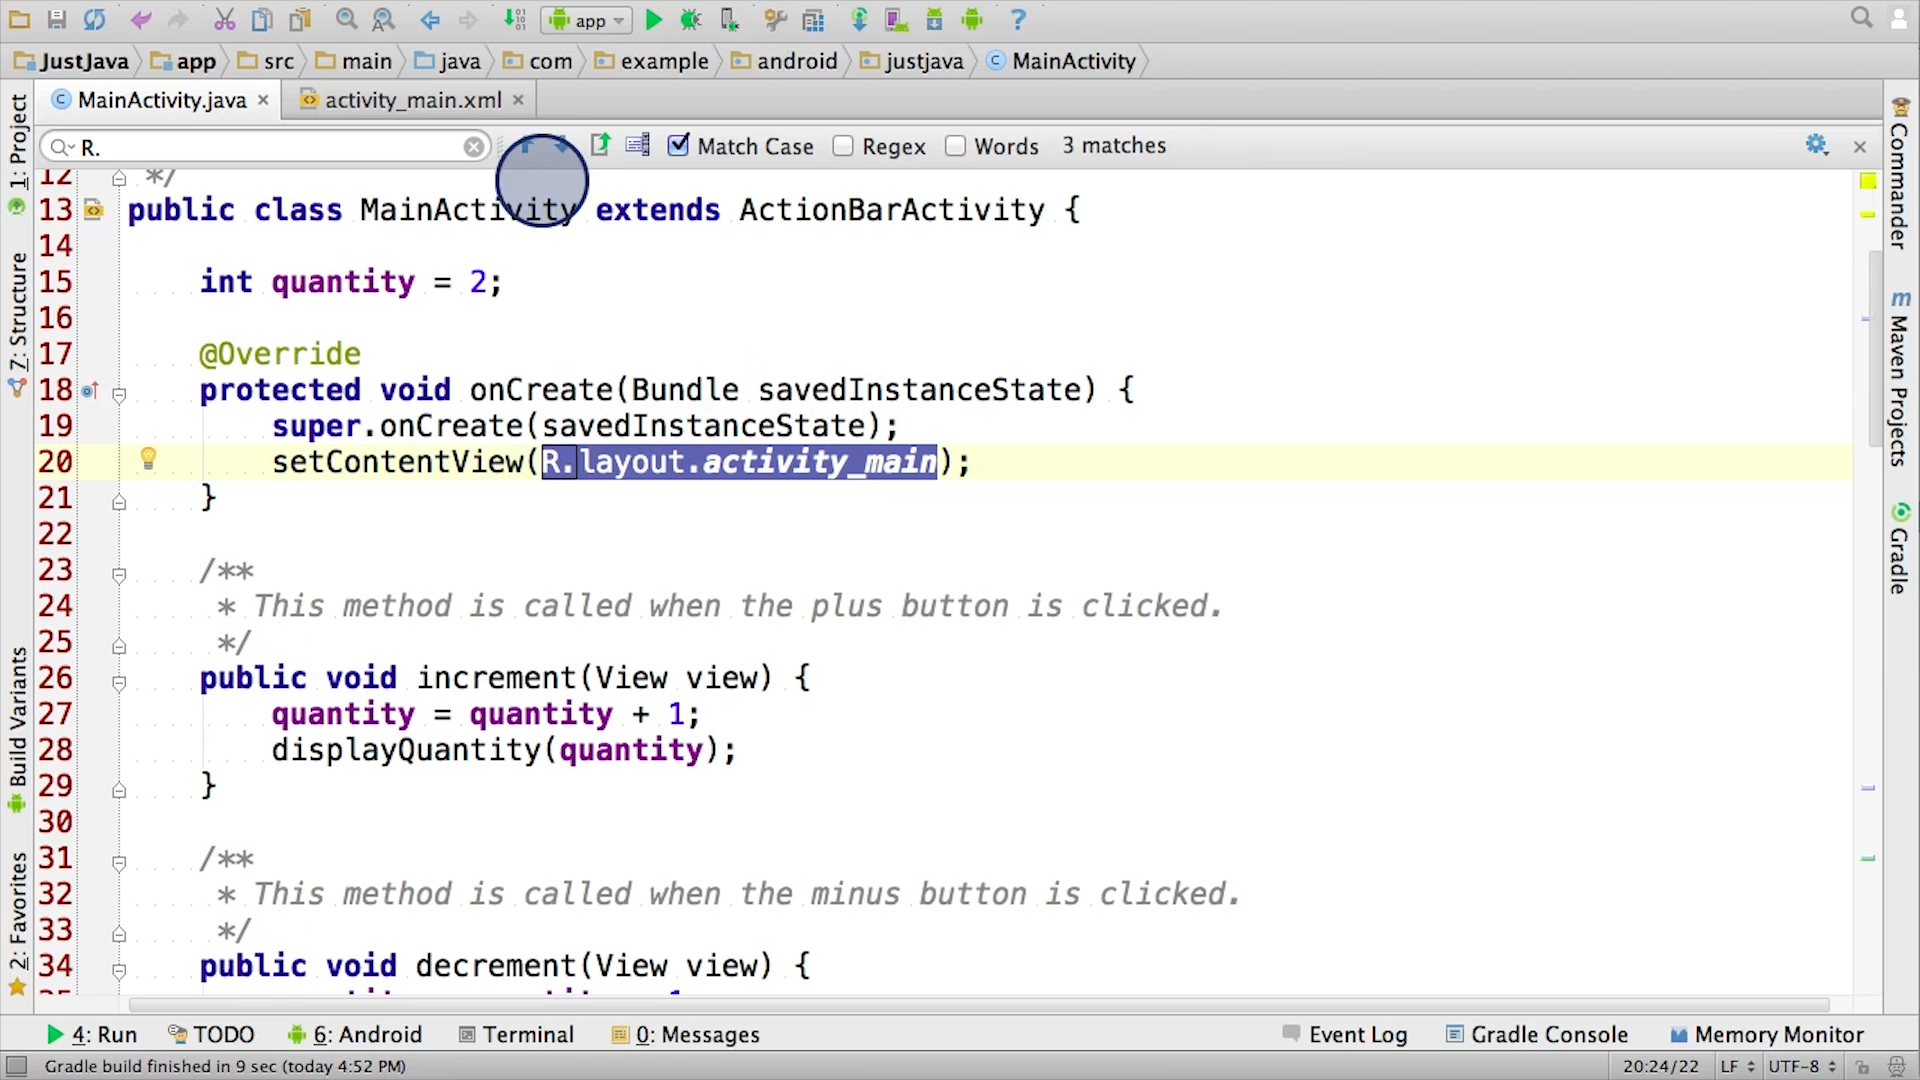 app
JustJava app src main java com example android justjava MainActivity
MainActivity.java activity_main.xml
R. Match Case Regex Words 3 matches
12 */
13 public class MainActivity extends ActionBarActivity {
14
15 int quantity = 2;
16
17 @Override
18 protected void onCreate(Bundle savedInstanceState) {
19 super.onCreate(savedInstanceState);
20 setContentView(R.layout.activity_main);
21 }
22
23 /**
24 * This method is called when the plus button is clicked.
25 */
26 public void increment(View view) {
27 quantity = quantity + 1;
28 displayQuantity(quantity);
29 }
30
31 /**
32 * This method is called when the minus button is clicked.
33 */
34 public void decrement(View view) {
1: Project
7: Structure
Build Variants
2: Favorites
Commander
Maven Projects
Gradle
4: Run TODO 6: Android Terminal 0: Messages Event Log Gradle Console Memory Monitor
Gradle build finished in 9 sec (today 4:52 PM) 20:24/22 LF UTF-8